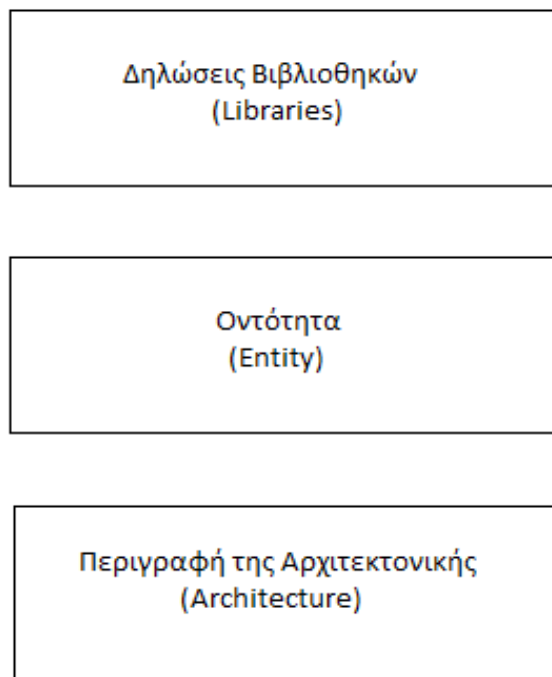 Δηλώσεις Βιβλιοθηκών
(Libraries)
Οντότητα
(Entity)
Περιγραφή της Αρχιτεκτονικής
(Architecture)